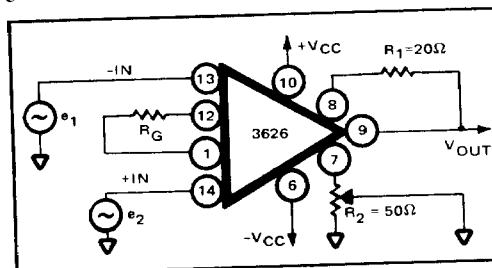 +VCC
R1=20Ω
-IN
13
10
8
e1
12
RG
3626
9
1
VOUT
7
+IN
14
6
R2 = 50Ω
e2
-VCC